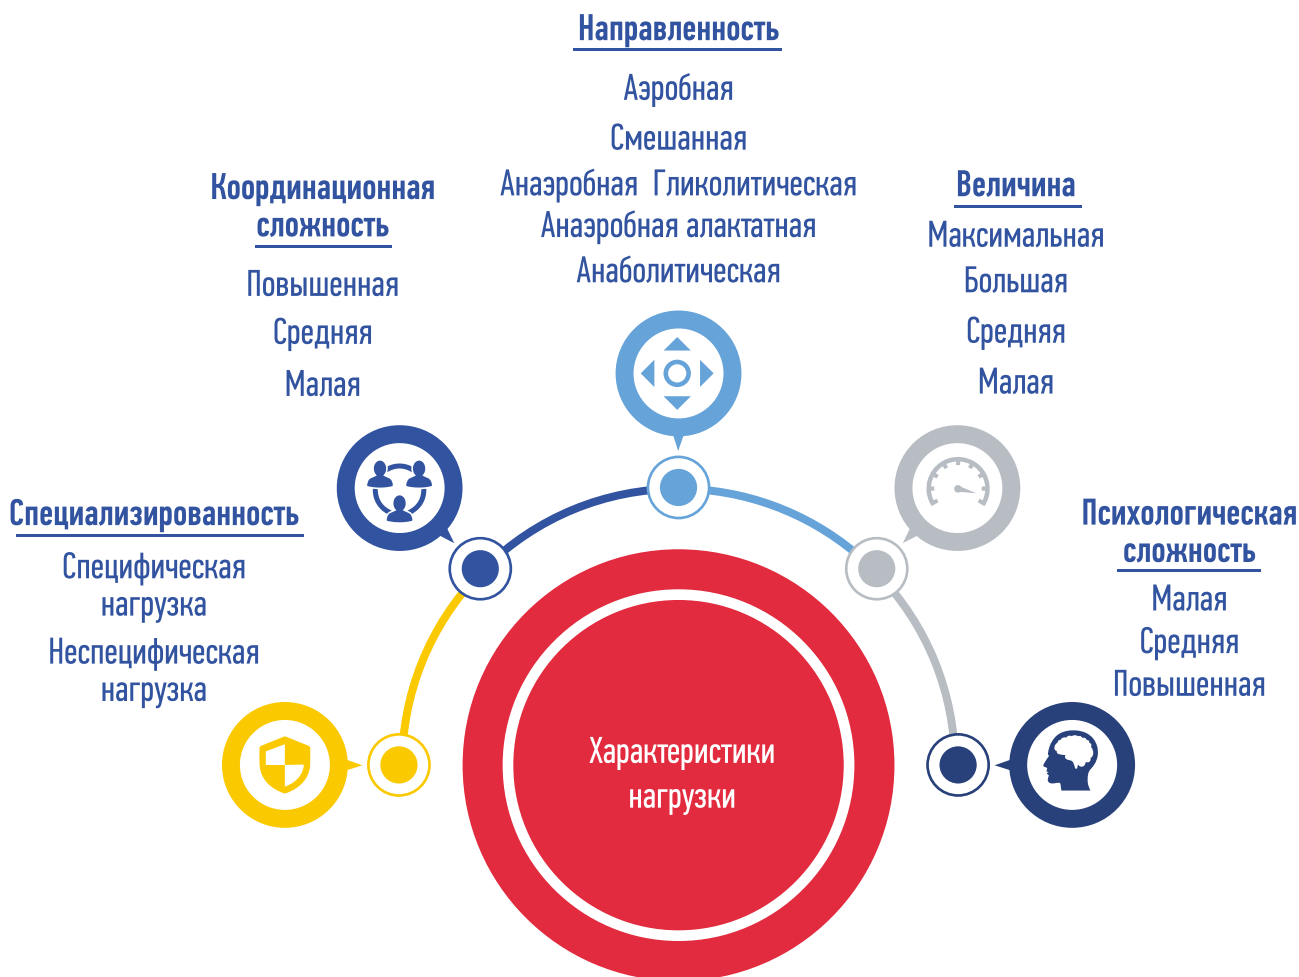 Направленность
Аэробная
Смешанная
Анаэробная Гликолитическая
Анаэробная алактатная
Анаболитическая
Координационная
сложность
Повышенная
Средняя
Малая
Величина
Максимальная
Большая
Средняя
Малая
Специализированность
Специфическая
нагрузка
Неспецифическая
нагрузка
Психологическая
сложность
Малая
Средняя
Повышенная
Характеристики
нагрузки